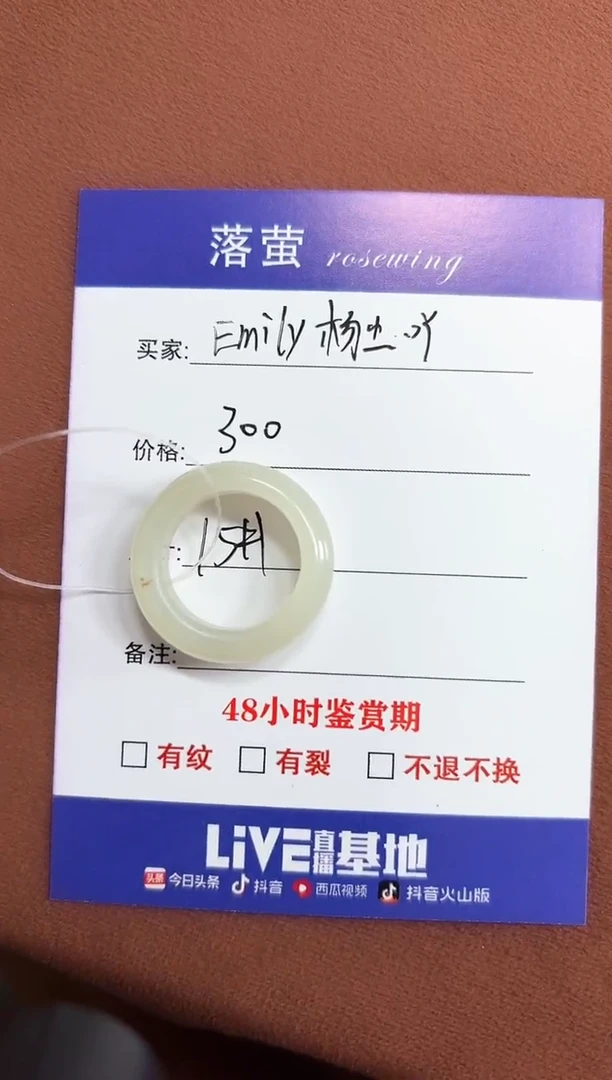 落萤 rosewing
买家: Emily 杨
价格: 300
:
备注:
48小时鉴赏期
有纹 有裂 不退不换
LiVE直播基地
头条 今日头条 抖音 西瓜视频 抖音火山版